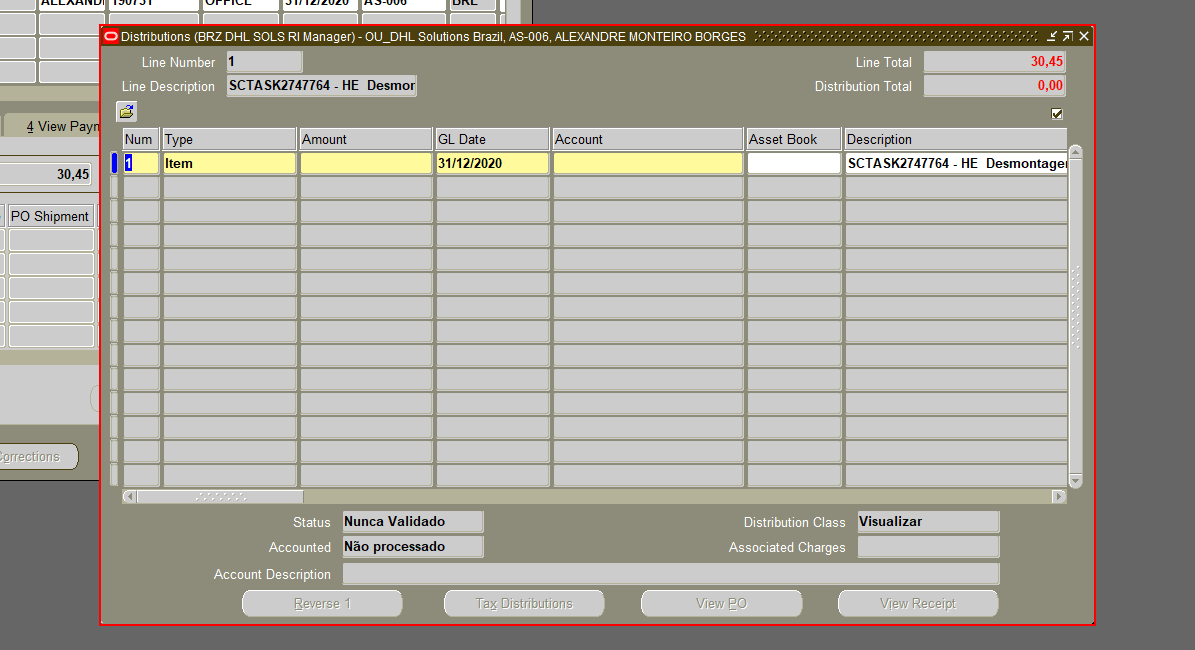 190751 OFFICE 31/12/2020 AS-006 BRL
Distributions (BRZ DHL SOLS RI Manager) - OU_DHL Solutions Brazil, AS-006, ALEXANDRE MONTEIRO BORGES
Line Number 1 Line Total 30,45
Line Description SCTASK2747764 - HE Desmor Distribution Total 0,00
4 View Payn
Num Type Amount GL Date Account Asset Book Description
1 Item 31/12/2020 SCTASK2747764 - HE Desmontagen
30,45
PO Shipment
Corrections
Status Nunca Validado Distribution Class Visualizar
Accounted Não processado Associated Charges
Account Description
Reverse 1 Tax Distributions View PO View Receipt